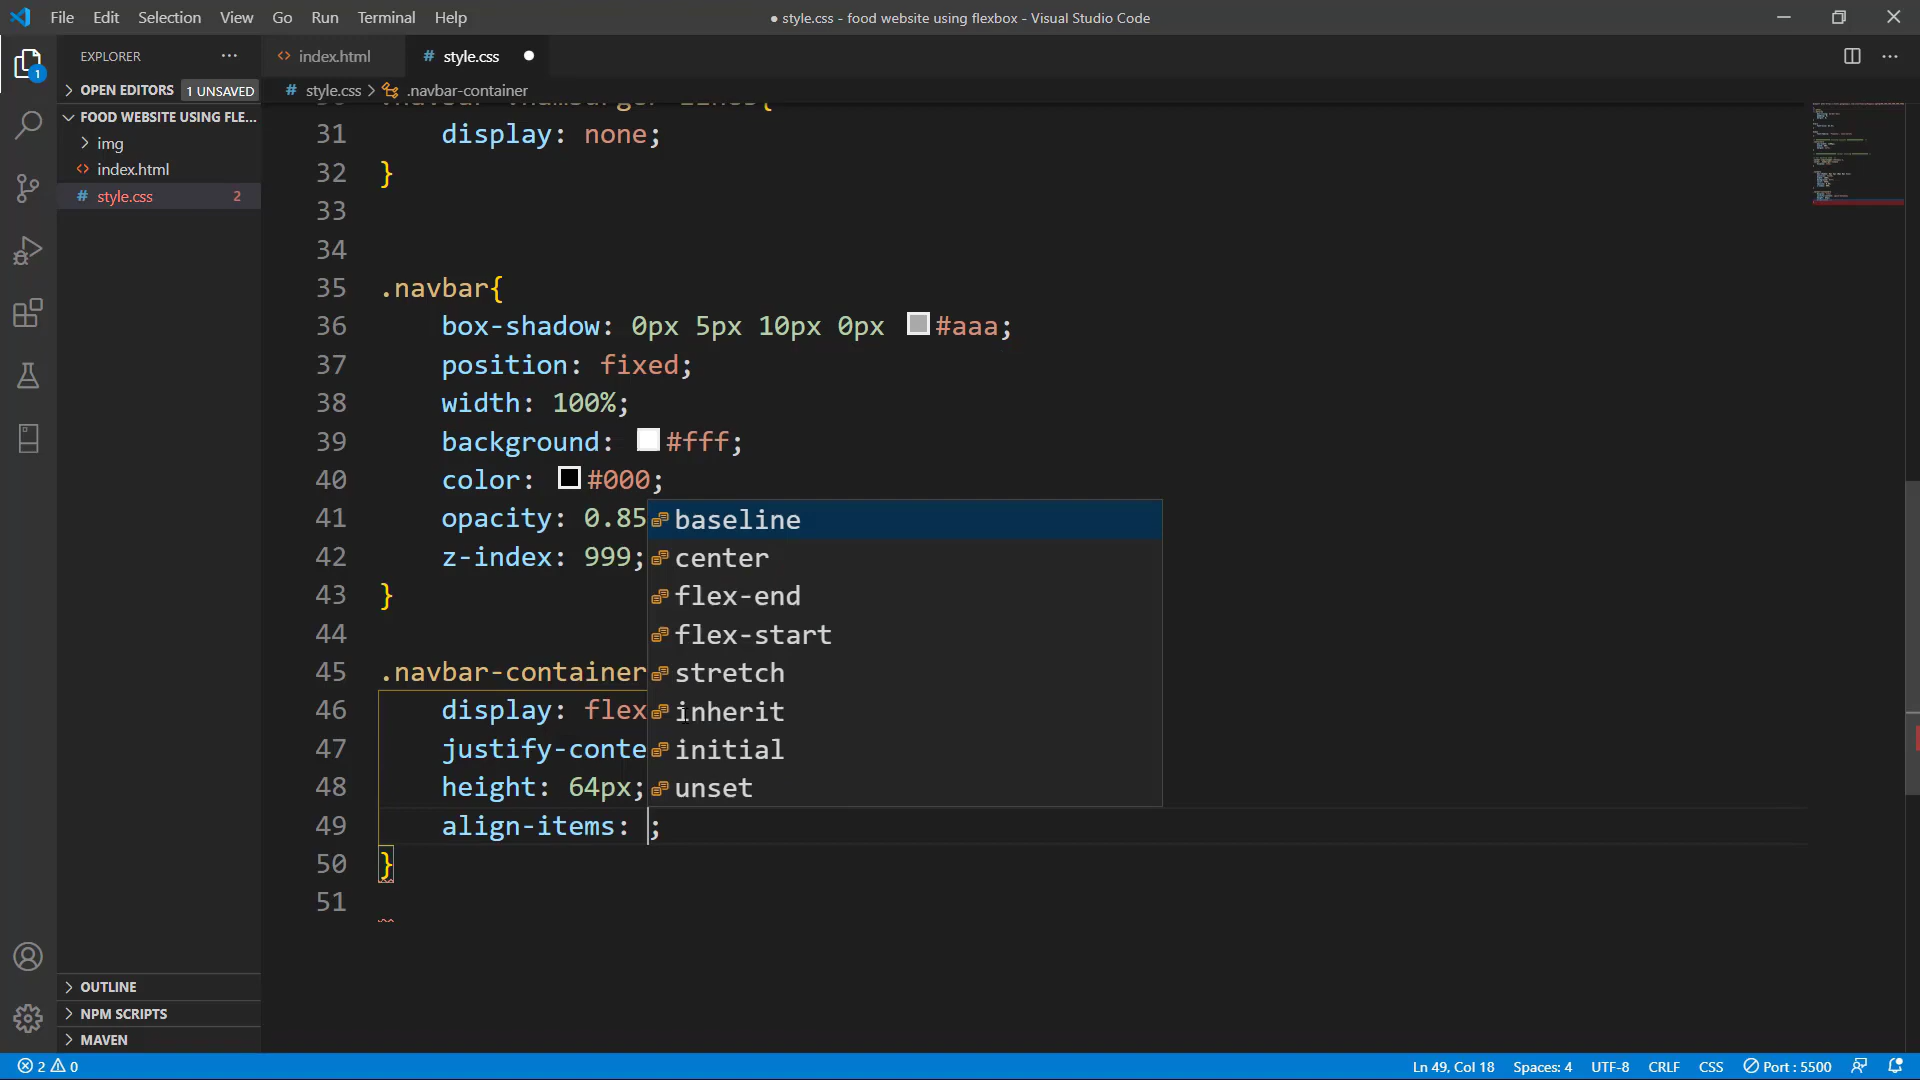 File Edit Selection View Go Run Terminal Help
● style.css - food website using flexbox - Visual Studio Code
EXPLORER ···
index.html
# style.css ●
OPEN EDITORS 1 UNSAVED
# style.css > .navbar-container
FOOD WEBSITE USING FLE...
img
index.html
# style.css 2
31 display: none;
32 }
33
34
35 .navbar{
36 box-shadow: 0px 5px 10px 0px #aaa;
37 position: fixed;
38 width: 100%;
39 background: #fff;
40 color: #000;
41 opacity: 0.85
42 z-index: 999;
43 }
44
45 .navbar-container
46 display: flex
47 justify-conte
48 height: 64px;
49 align-items: ;
50 }
51
baseline
center
flex-end
flex-start
stretch
inherit
initial
unset
OUTLINE
NPM SCRIPTS
MAVEN
2 0
Ln 49, Col 18 Spaces: 4 UTF-8 CRLF CSS Port : 5500